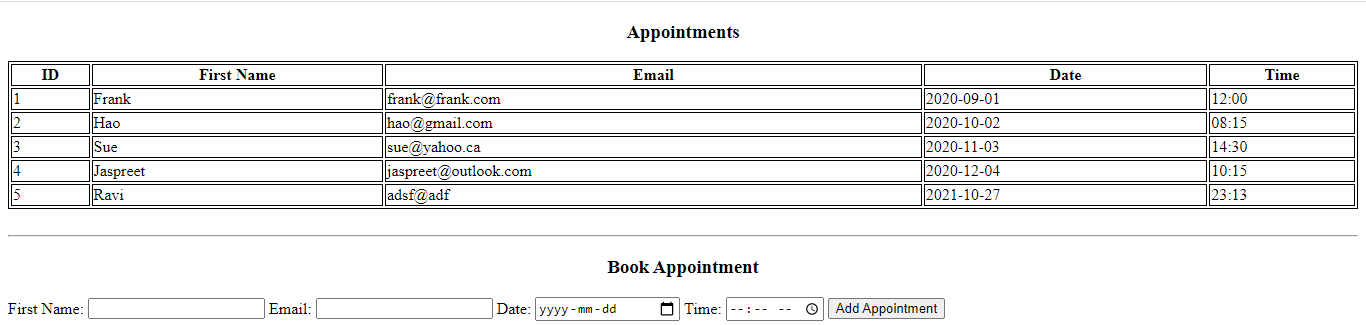 Appointments
ID First Name Email Date Time
1 Frank frank@frank.com 2020-09-01 12:00
2 Hao hao@gmail.com 2020-10-02 08:15
3 Sue sue@yahoo.ca 2020-11-03 14:30
4 Jaspreet jaspreet@outlook.com 2020-12-04 10:15
5 Ravi adsf@adf 2021-10-27 23:13
Book Appointment
First Name: Email: Date: yyyy-mm-dd Time: --:-- -- Add Appointment